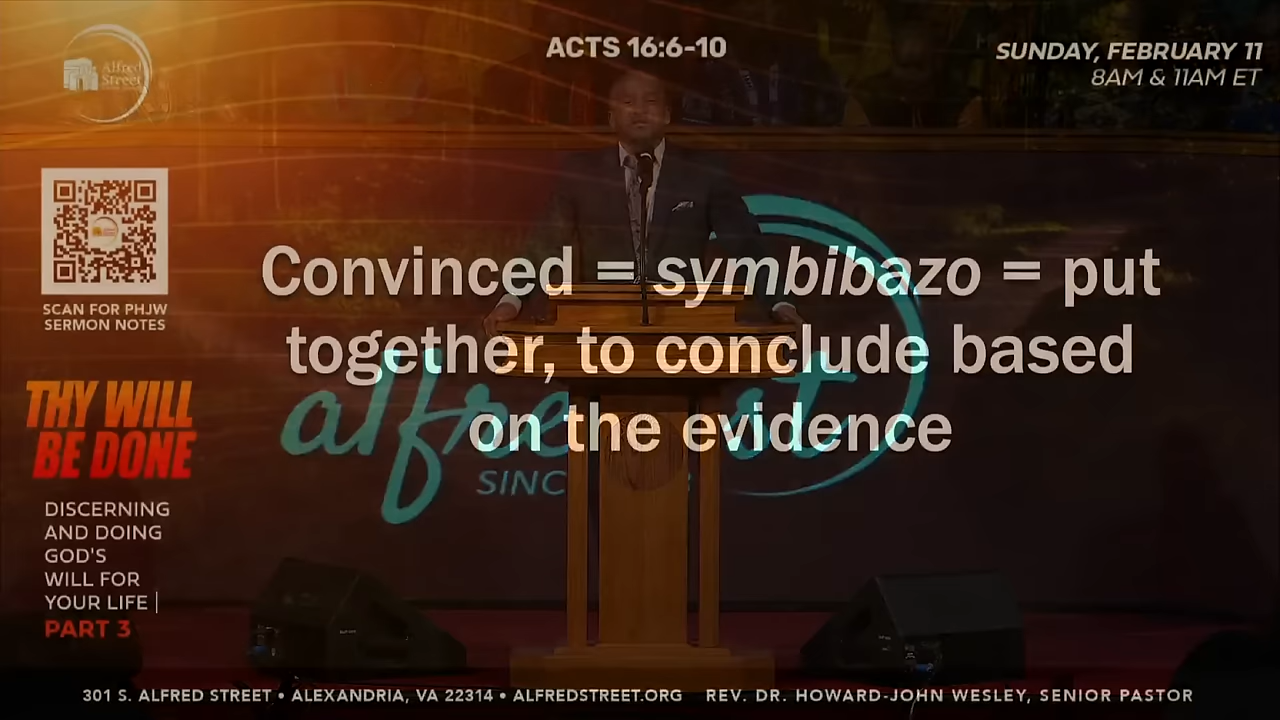 Alfred
Street
ACTS 16:6-10
SUNDAY, FEBRUARY 11
8AM & 11AM ET
SCAN FOR PHJW
SERMON NOTES
Convinced = symbibazo = put
together, to conclude based
on the evidence
alfre st
SINC
THY WILL
BE DONE
DISCERNING
AND DOING
GOD'S
WILL FOR
YOUR LIFE |
PART 3
301 S. ALFRED STREET • ALEXANDRIA, VA 22314 • ALFREDSTREET.ORG REV. DR. HOWARD-JOHN WESLEY, SENIOR PASTOR